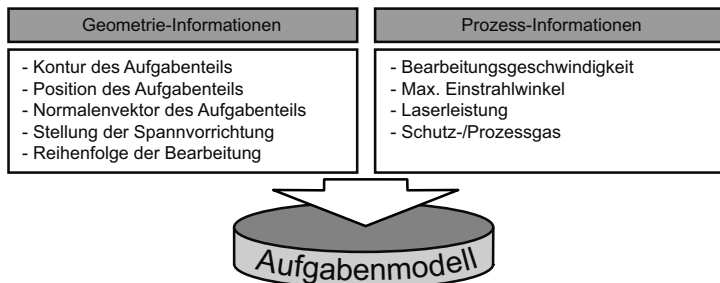 Geometrie-Informationen
- Kontur des Aufgabenteils
- Position des Aufgabenteils
- Normalenvektor des Aufgabenteils
- Stellung der Spannvorrichtung
- Reihenfolge der Bearbeitung
Prozess-Informationen
- Bearbeitungsgeschwindigkeit
- Max. Einstrahlwinkel
- Laserleistung
- Schutz-/Prozessgas
Aufgabenmodell